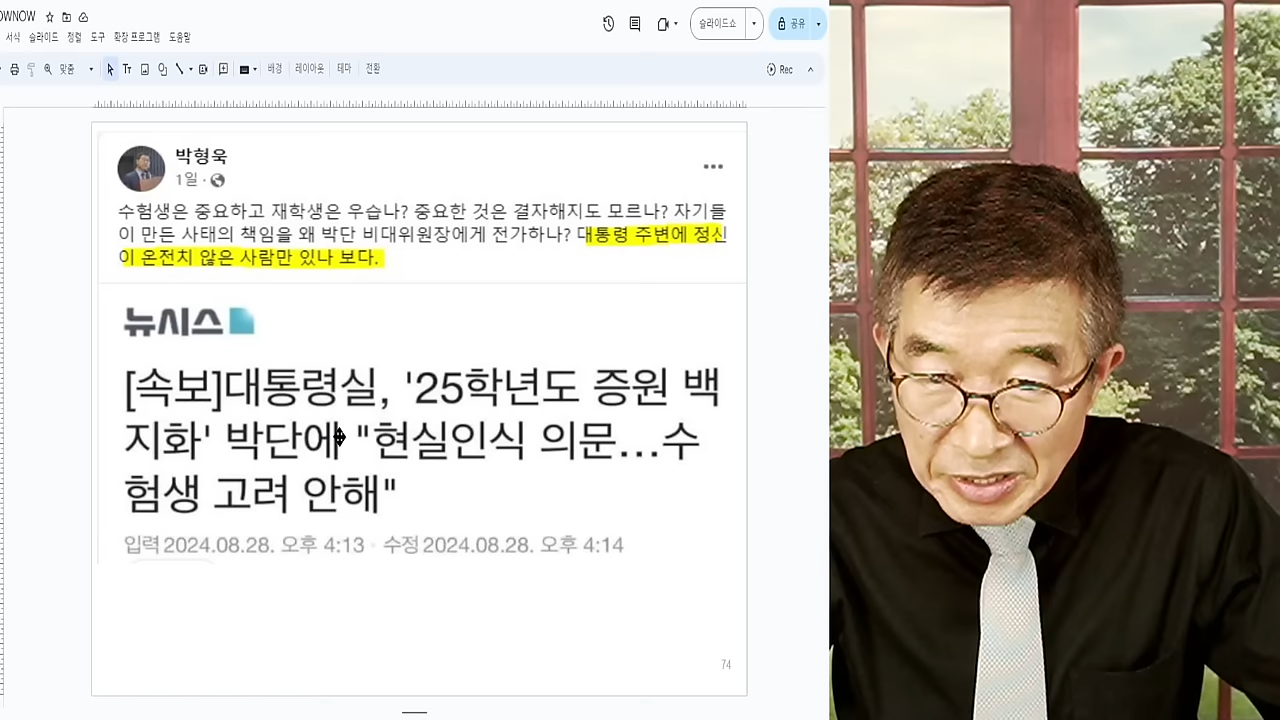 OWNOW
서식 슬라이드 정렬 도구 확장 프로그램 도움말
슬라이드쇼
공유
맞춤
배경 레이아웃 테마 전환
Rec
박형욱
1일
수험생은 중요하고 재학생은 우습나? 중요한 것은 결자해지도 모르나? 자기들
이 만든 사태의 책임을 왜 박단 비대위원장에게 전가하나? 대통령 주변에 정신
이 온전치 않은 사람만 있나 보다.
뉴시스
[속보]대통령실, '25학년도 증원 백
지화' 박단에 "현실인식 의문…수
험생 고려 안해"
입력 2024.08.28. 오후 4:13 · 수정 2024.08.28. 오후 4:14
74